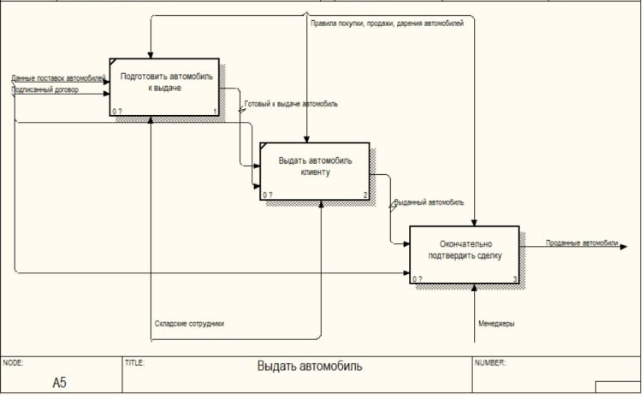 Правила покупки, продажи, дарения автомобилей
Данные поставок автомобилей
Подписанный договор
Подготовить автомобиль
к выдаче
0 ?
1
Готовый к выдаче автомобиль
Выдать автомобиль
клиенту
0 ?
2
Выданный автомобиль
Окончательно
подтвердить сделку
0 ?
3
Проданные автомобили
Складские сотрудники
Менеджеры
NODE:
A5
TITLE:
Выдать автомобиль
NUMBER: